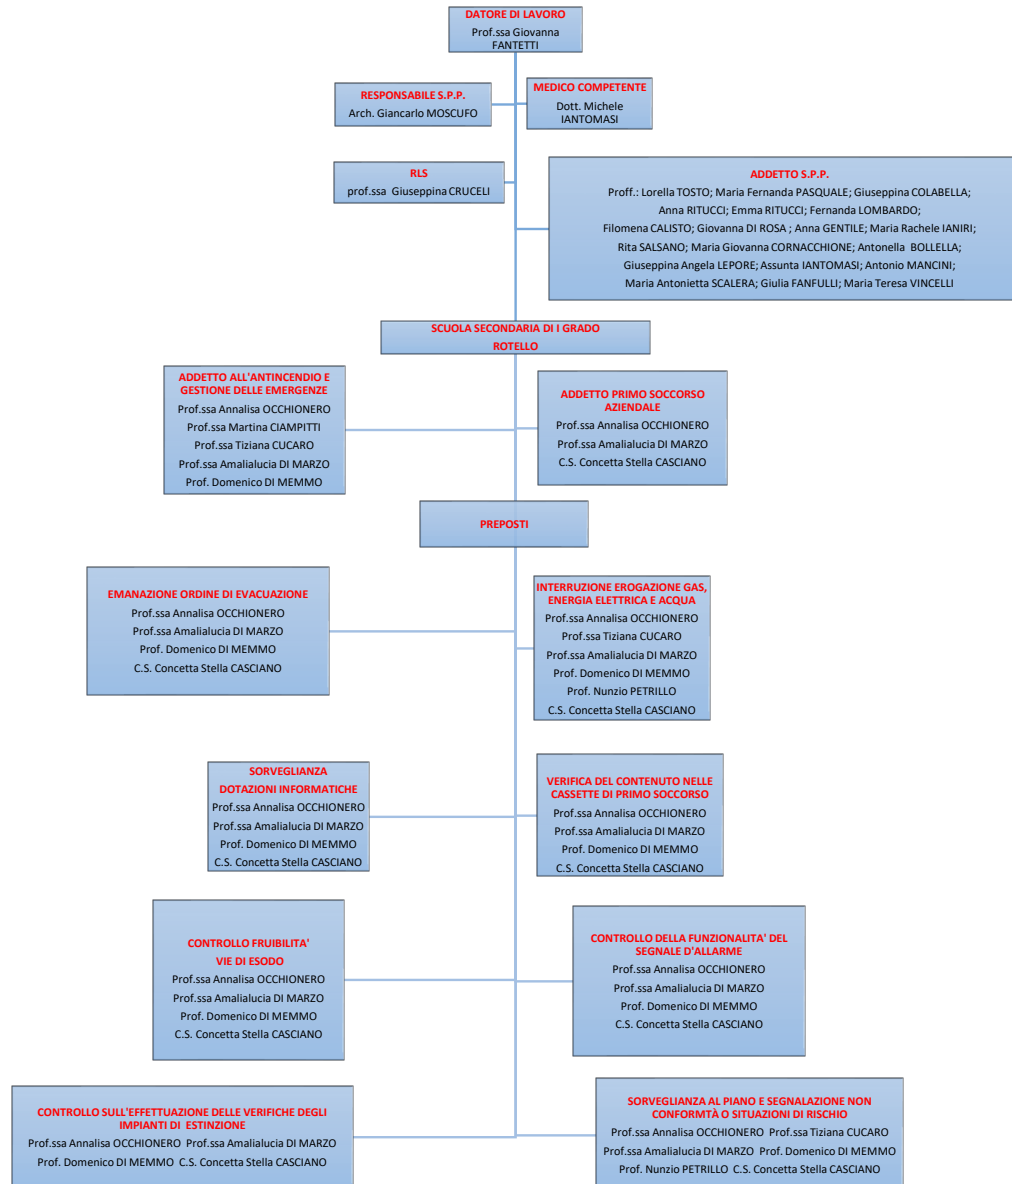 DATORE DI LAVORO
Prof.ssa Giovanna
FANTETTI
RESPONSABILE S.P.P.
Arch. Giancarlo MOSCUFO
MEDICO COMPETENTE
Dott. Michele
IANTOMASI
RLS
prof.ssa Giuseppina CRUCELI
ADDETTO S.P.P.
Proff.: Lorella TOSTO; Maria Fernanda PASQUALE; Giuseppina COLABELLA;
Anna RITUCCI; Emma RITUCCI; Fernanda LOMBARDO;
Filomena CALISTO; Giovanna DI ROSA ; Anna GENTILE; Maria Rachele IANIRI;
Rita SALSANO; Maria Giovanna CORNACCHIONE; Antonella BOLLELLA;
Giuseppina Angela LEPORE; Assunta IANTOMASI; Antonio MANCINI;
Maria Antonietta SCALERA; Giulia FANFULLI; Maria Teresa VINCELLI
SCUOLA SECONDARIA DI I GRADO
ROTELLO
ADDETTO ALL'ANTINCENDIO E
GESTIONE DELLE EMERGENZE
Prof.ssa Annalisa OCCHIONERO
Prof.ssa Martina CIAMPITTI
Prof.ssa Tiziana CUCARO
Prof.ssa Amalialucia DI MARZO
Prof. Domenico DI MEMMO
ADDETTO PRIMO SOCCORSO
AZIENDALE
Prof.ssa Annalisa OCCHIONERO
Prof.ssa Amalialucia DI MARZO
C.S. Concetta Stella CASCIANO
PREPOSTI
EMANAZIONE ORDINE DI EVACUAZIONE
Prof.ssa Annalisa OCCHIONERO
Prof.ssa Amalialucia DI MARZO
Prof. Domenico DI MEMMO
C.S. Concetta Stella CASCIANO
INTERRUZIONE EROGAZIONE GAS,
ENERGIA ELETTRICA E ACQUA
Prof.ssa Annalisa OCCHIONERO
Prof.ssa Tiziana CUCARO
Prof.ssa Amalialucia DI MARZO
Prof. Domenico DI MEMMO
Prof. Nunzio PETRILLO
C.S. Concetta Stella CASCIANO
SORVEGLIANZA
DOTAZIONI INFORMATICHE
Prof.ssa Annalisa OCCHIONERO
Prof.ssa Amalialucia DI MARZO
Prof. Domenico DI MEMMO
C.S. Concetta Stella CASCIANO
VERIFICA DEL CONTENUTO NELLE
CASSETTE DI PRIMO SOCCORSO
Prof.ssa Annalisa OCCHIONERO
Prof.ssa Amalialucia DI MARZO
Prof. Domenico DI MEMMO
C.S. Concetta Stella CASCIANO
CONTROLLO FRUIBILITA'
VIE DI ESODO
Prof.ssa Annalisa OCCHIONERO
Prof.ssa Amalialucia DI MARZO
Prof. Domenico DI MEMMO
C.S. Concetta Stella CASCIANO
CONTROLLO DELLA FUNZIONALITA' DEL
SEGNALE D'ALLARME
Prof.ssa Annalisa OCCHIONERO
Prof.ssa Amalialucia DI MARZO
Prof. Domenico DI MEMMO
C.S. Concetta Stella CASCIANO
CONTROLLO SULL'EFFETTUAZIONE DELLE VERIFICHE DEGLI
IMPIANTI DI ESTINZIONE
Prof.ssa Annalisa OCCHIONERO Prof.ssa Amalialucia DI MARZO
Prof. Domenico DI MEMMO C.S. Concetta Stella CASCIANO
SORVEGLIANZA AL PIANO E SEGNALAZIONE NON
CONFORMTÀ O SITUAZIONI DI RISCHIO
Prof.ssa Annalisa OCCHIONERO Prof.ssa Tiziana CUCARO
Prof.ssa Amalialucia DI MARZO Prof. Domenico DI MEMMO
Prof. Nunzio PETRILLO C.S. Concetta Stella CASCIANO